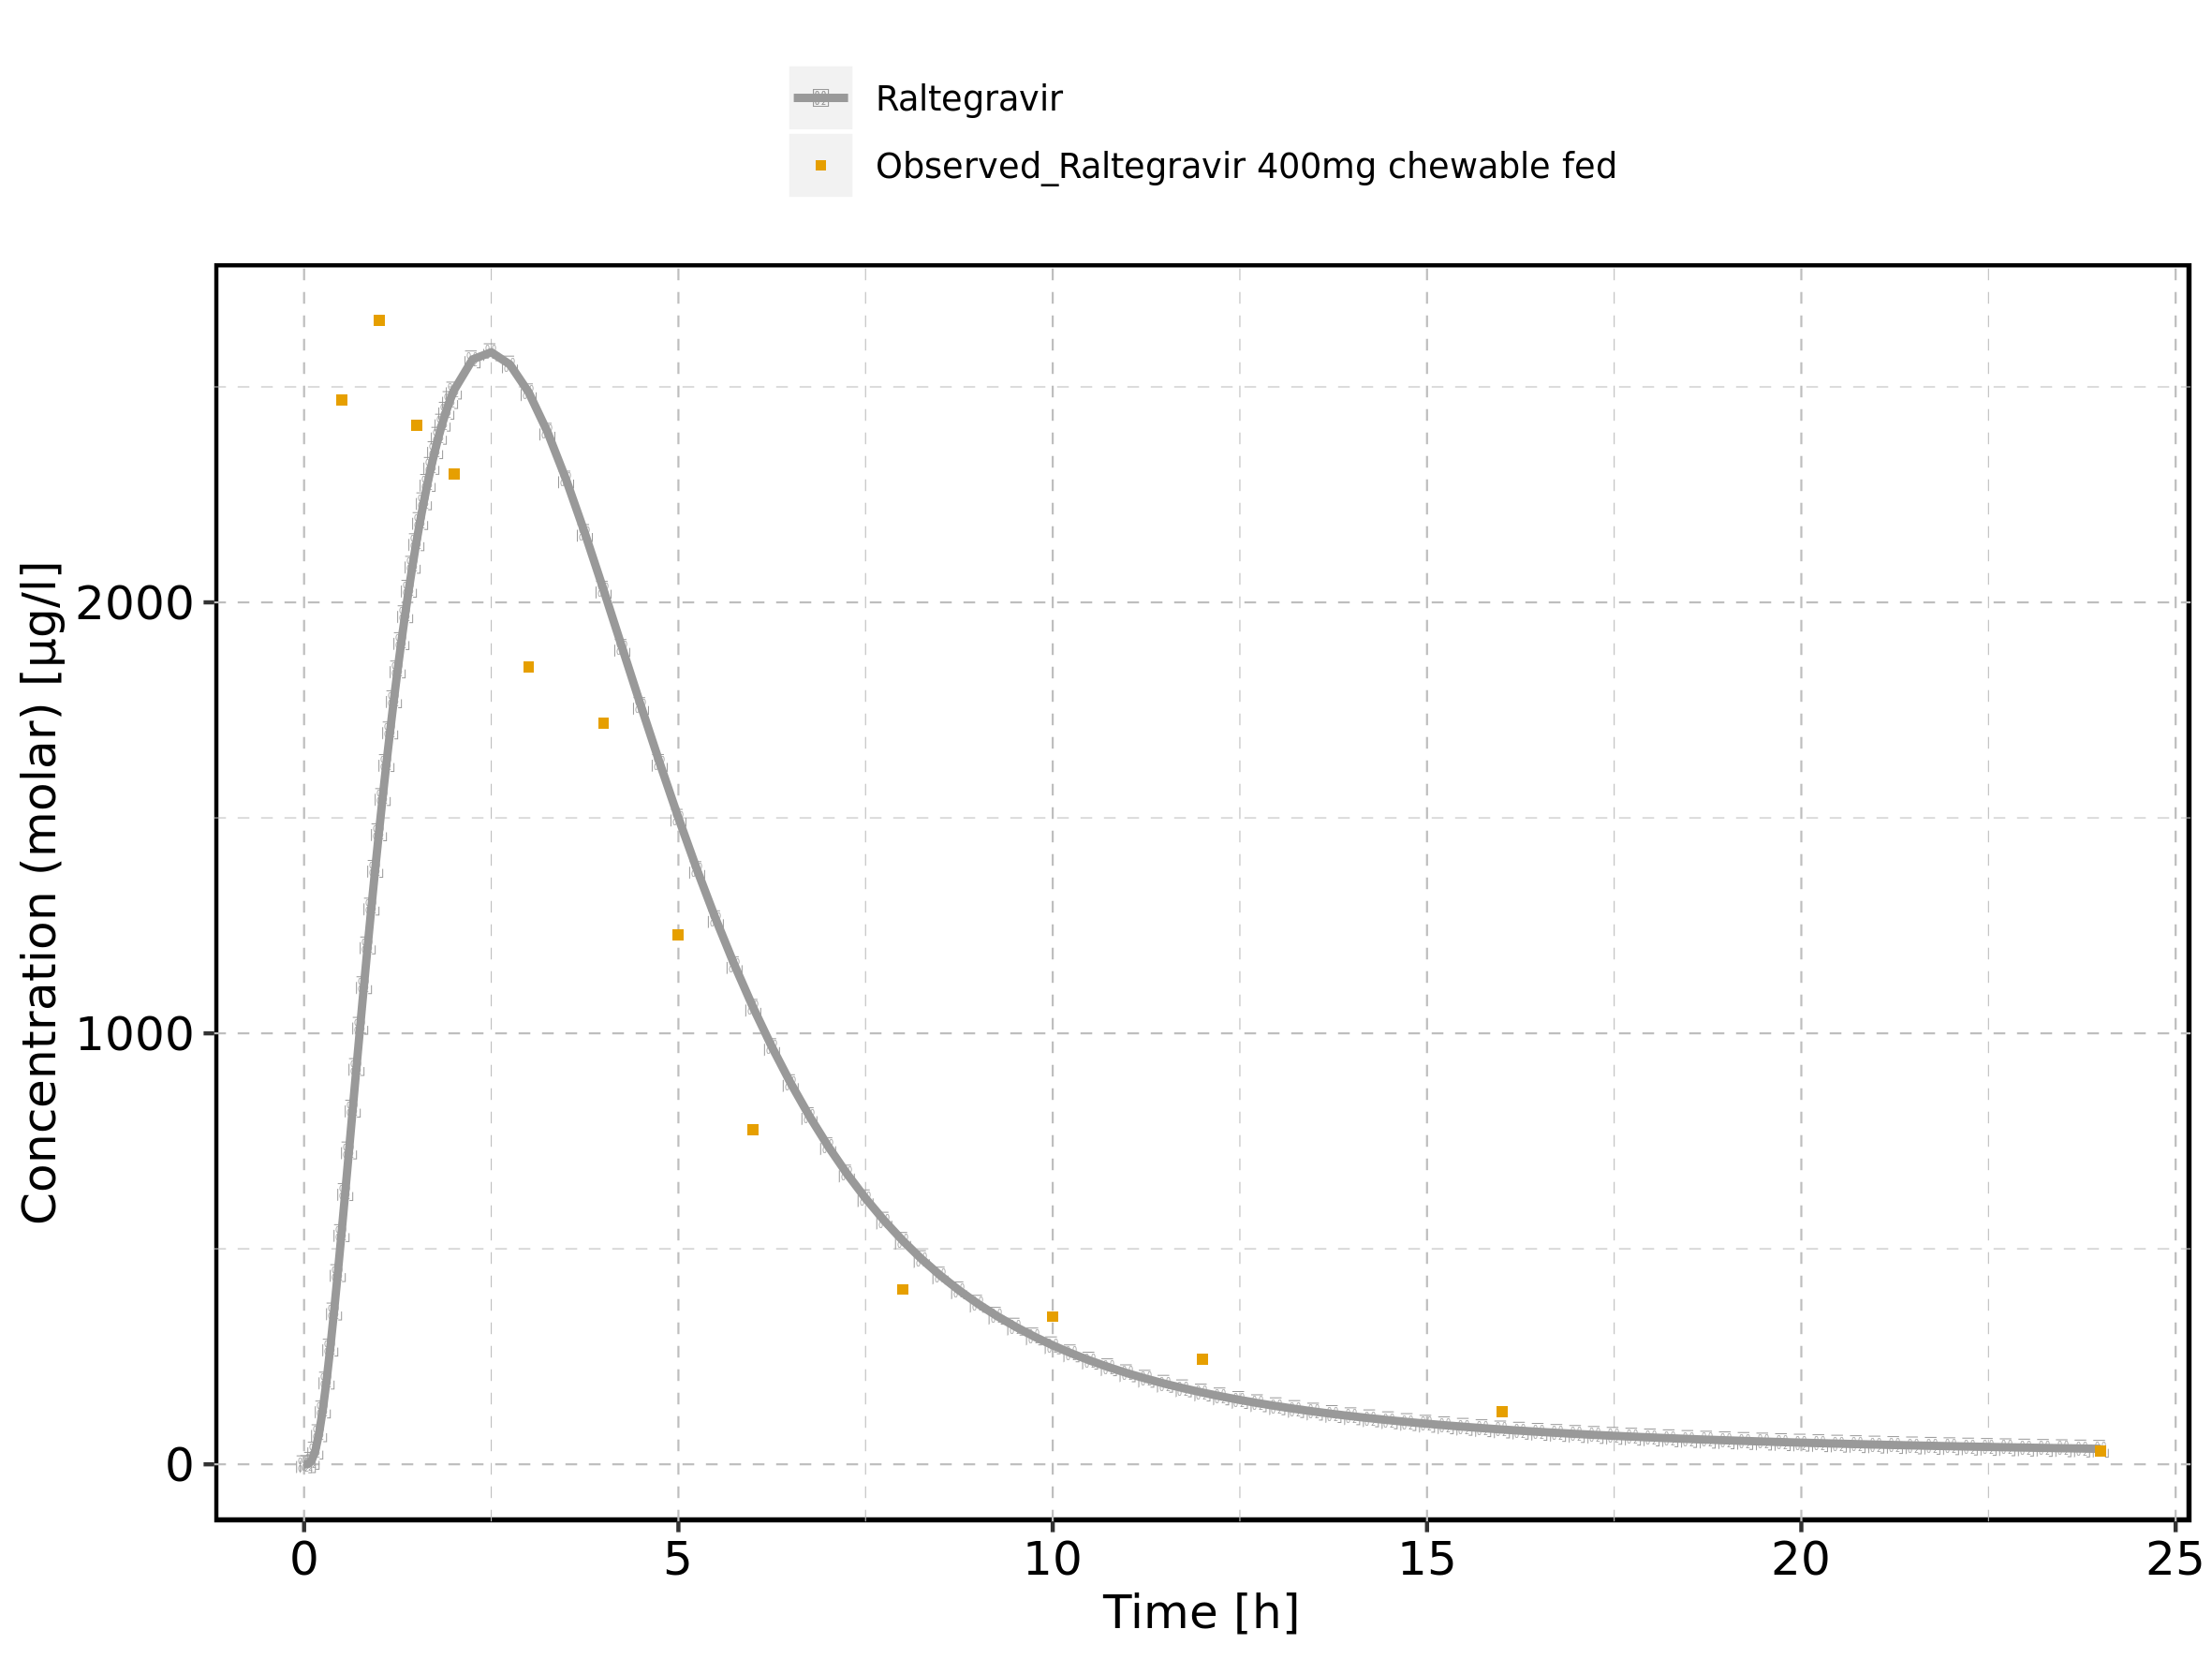 Raltegravir
Observed_Raltegravir 400mg chewable fed
Concentration (molar) [µg/l]
2000
1000
0
0 5 10 15 20 25
Time [h]